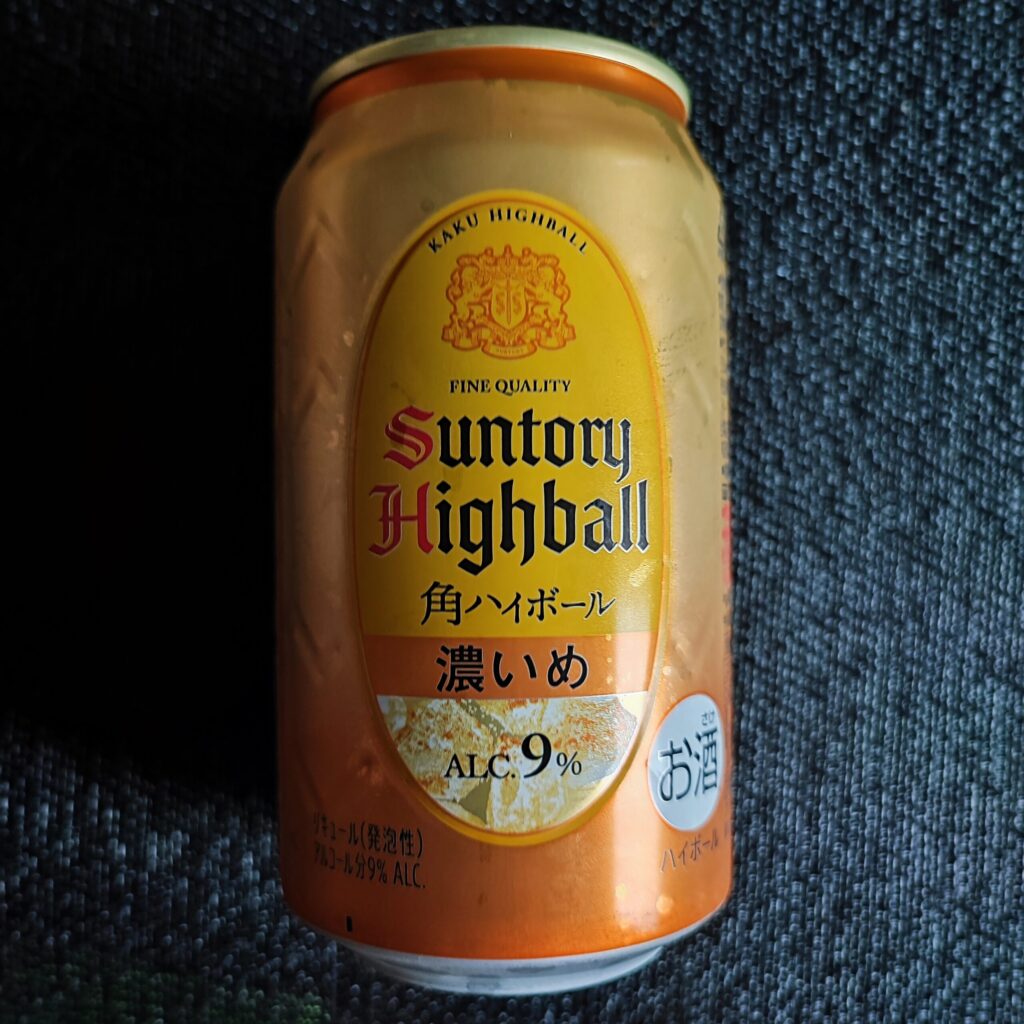 KAKU HIGHBALL
FINE QUALITY
Suntory
Highball
角ハイボール
濃いめ
ALC. 9%
さけ
お酒
リキュール(発泡性)
アルコール分9% ALC.
ハイボール